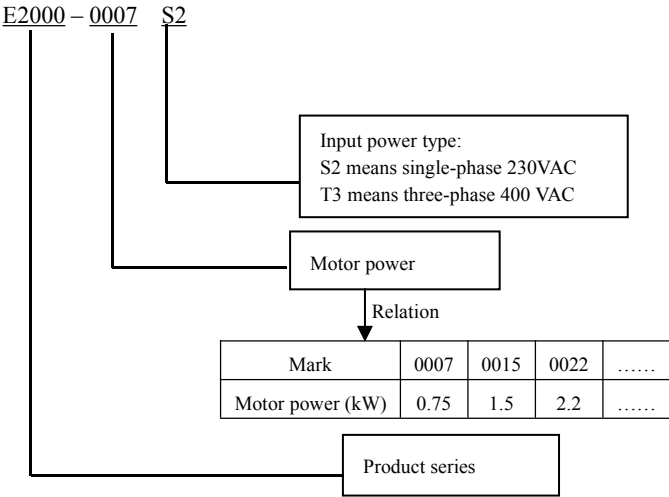 E2000 – 0007 S2
Input power type:
S2 means single-phase 230VAC
T3 means three-phase 400 VAC
Motor power
Relation
Mark 0007 0015 0022 ……
Motor power (kW) 0.75 1.5 2.2 ……
Product series